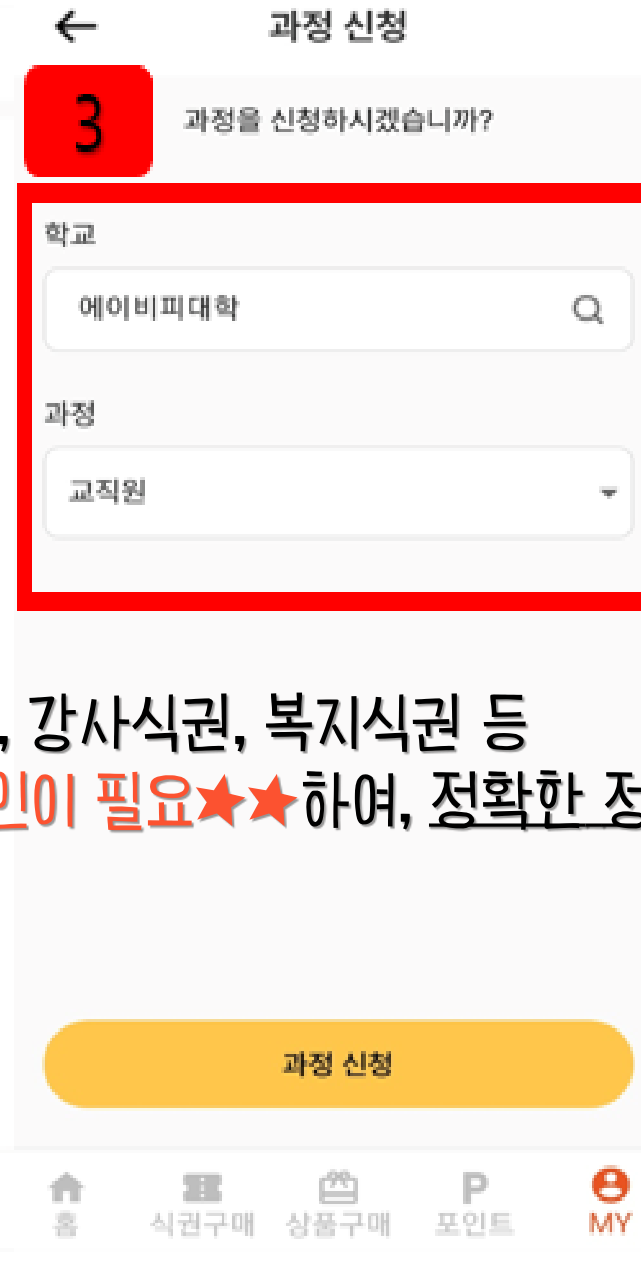 과정 신청
3
과정을 신청하시겠습니까?
학교
에이비피대학
과정
교직원
, 강사식권, 복지식권 등
인이 필요★★하여, 정확한 정
과정 신청
홈 식권구매 상품구매 P 포인트 MY